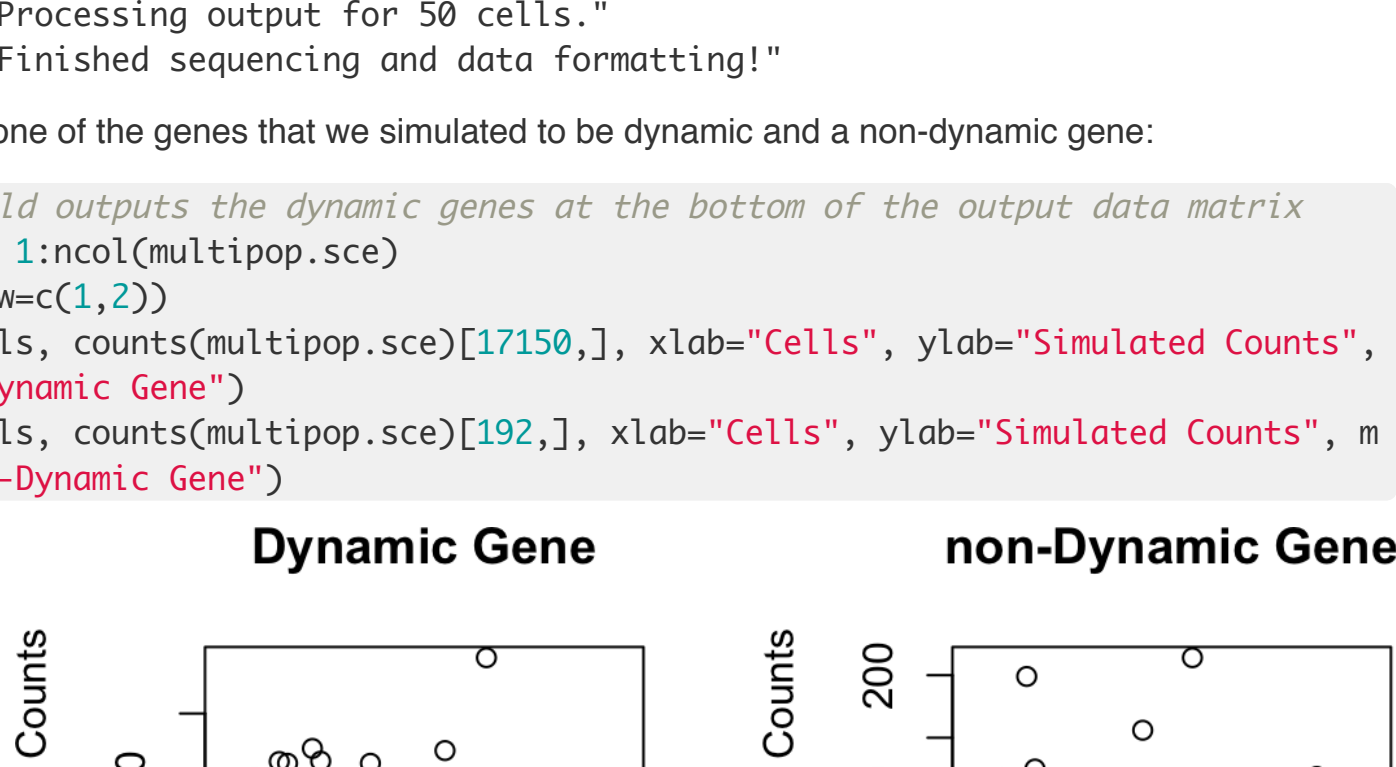 Processing output for 50 cells."
Finished sequencing and data formatting!"
one of the genes that we simulated to be dynamic and a non-dynamic gene:
ld outputs the dynamic genes at the bottom of the output data matrix
1:ncol(multipop.sce)
w=c(1,2))
ls, counts(multipop.sce)[17150,], xlab="Cells", ylab="Simulated Counts",
ynamic Gene")
ls, counts(multipop.sce)[192,], xlab="Cells", ylab="Simulated Counts", m
-Dynamic Gene")
Dynamic Gene
non-Dynamic Gene
Counts
Counts
200